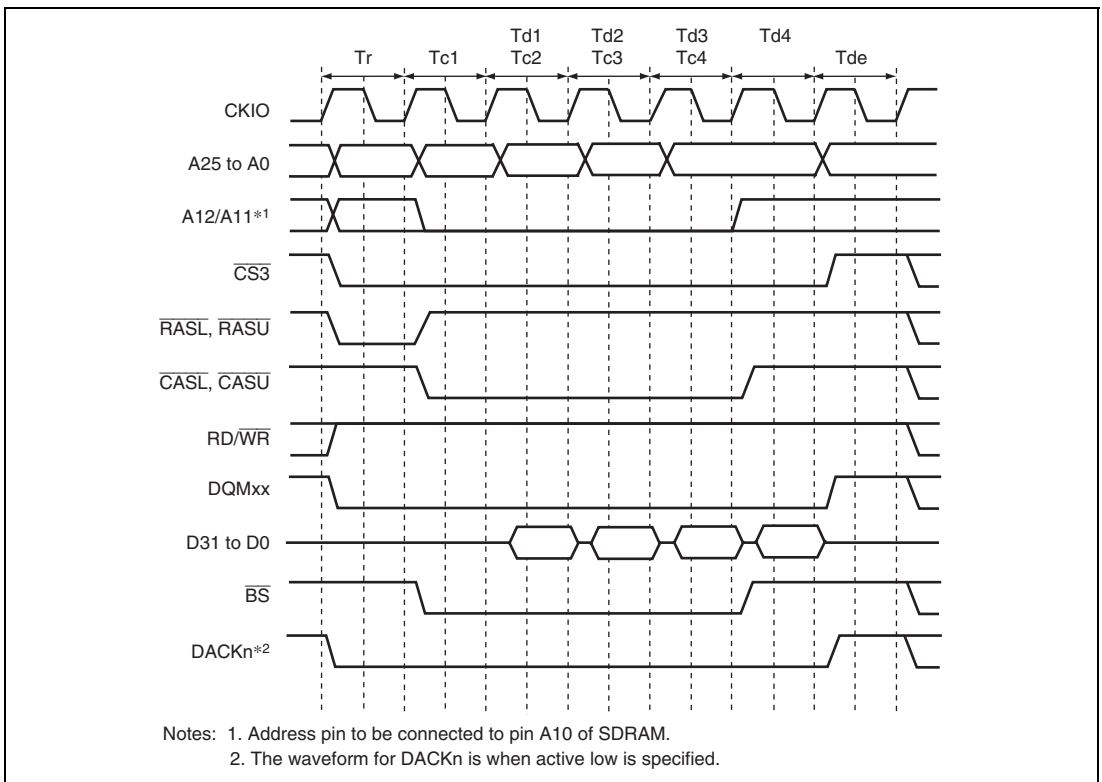 Td1 Td2 Td3 Td4
Tr Tc1 Tc2 Tc3 Tc4 Tde
CKIO
A25 to A0
A12/A11*1
CS3
RASL, RASU
CASL, CASU
RD/WR
DQMxx
D31 to D0
BS
DACKn*2
Notes: 1. Address pin to be connected to pin A10 of SDRAM.
2. The waveform for DACKn is when active low is specified.